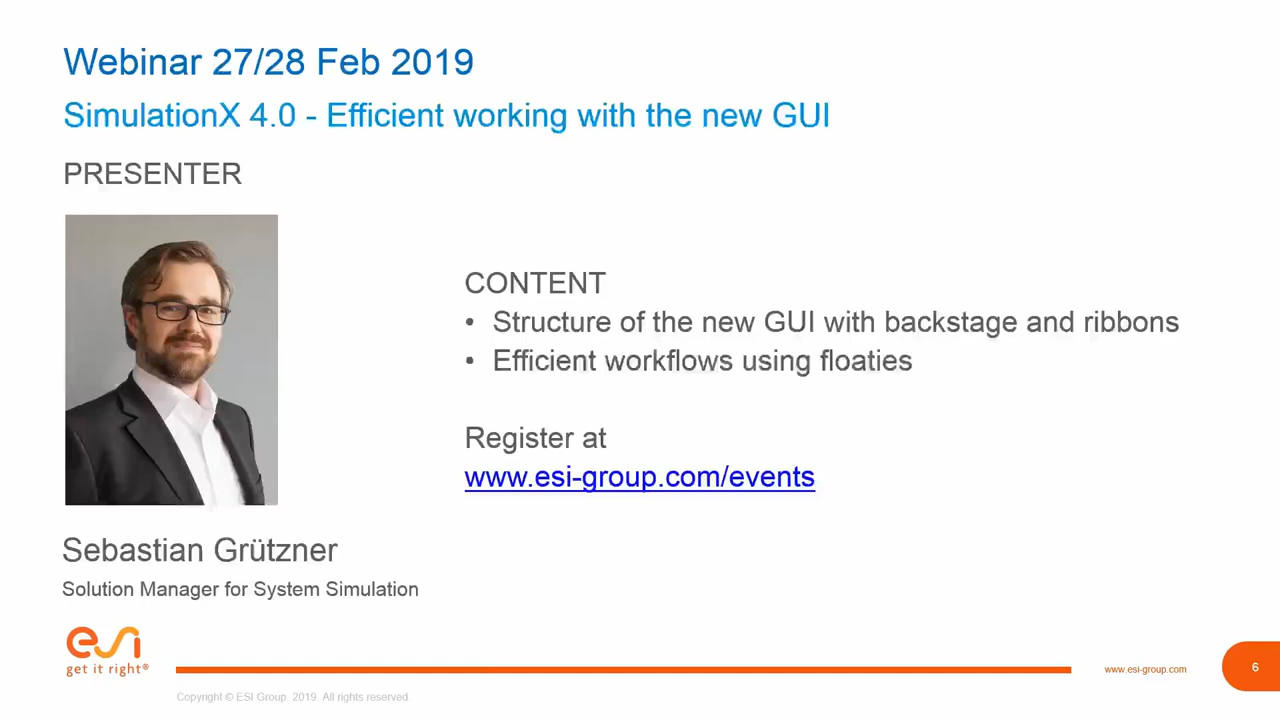 Webinar 27/28 Feb 2019
SimulationX 4.0 - Efficient working with the new GUI
PRESENTER
CONTENT
• Structure of the new GUI with backstage and ribbons
• Efficient workflows using floaties
Register at
www.esi-group.com/events
Sebastian Grützner
Solution Manager for System Simulation
esi
get it right®
www.esi-group.com
6
Copyright © ESI Group. 2019. All rights reserved.